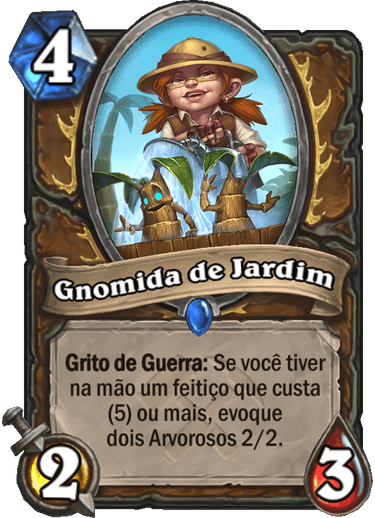 4
Gnomida de Jardim
Grito de Guerra: Se você tiver
na mão um feitiço que custa
(5) ou mais, evoque
dois Arvorosos 2/2.
2
3